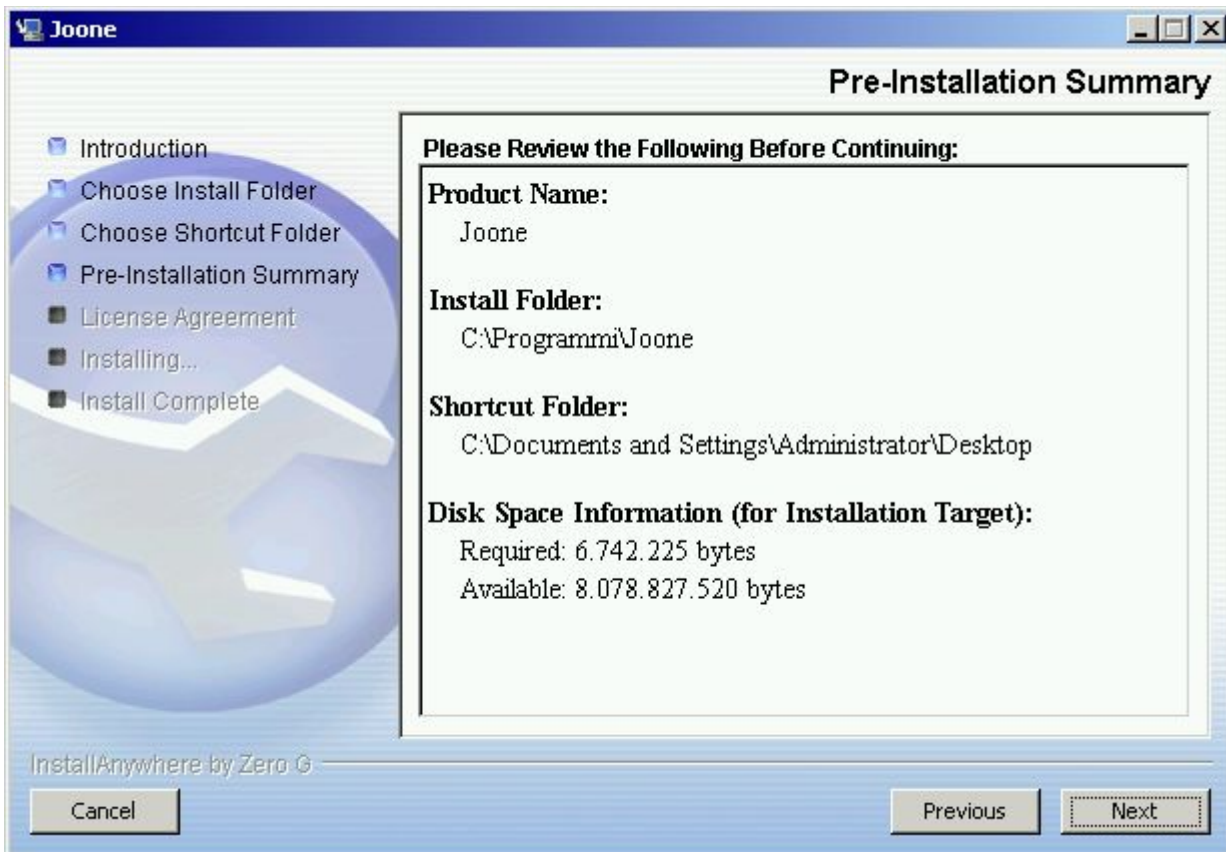 Joone
Pre-Installation Summary
Introduction
Choose Install Folder
Choose Shortcut Folder
Pre-Installation Summary
License Agreement
Installing...
Install Complete
Please Review the Following Before Continuing:
Product Name:
Joone
Install Folder:
C:\Programmi\Joone
Shortcut Folder:
C:\Documents and Settings\Administrator\Desktop
Disk Space Information (for Installation Target):
Required: 6.742.225 bytes
Available: 8.078.827.520 bytes
InstallAnywhere by Zero G
Cancel
Previous
Next